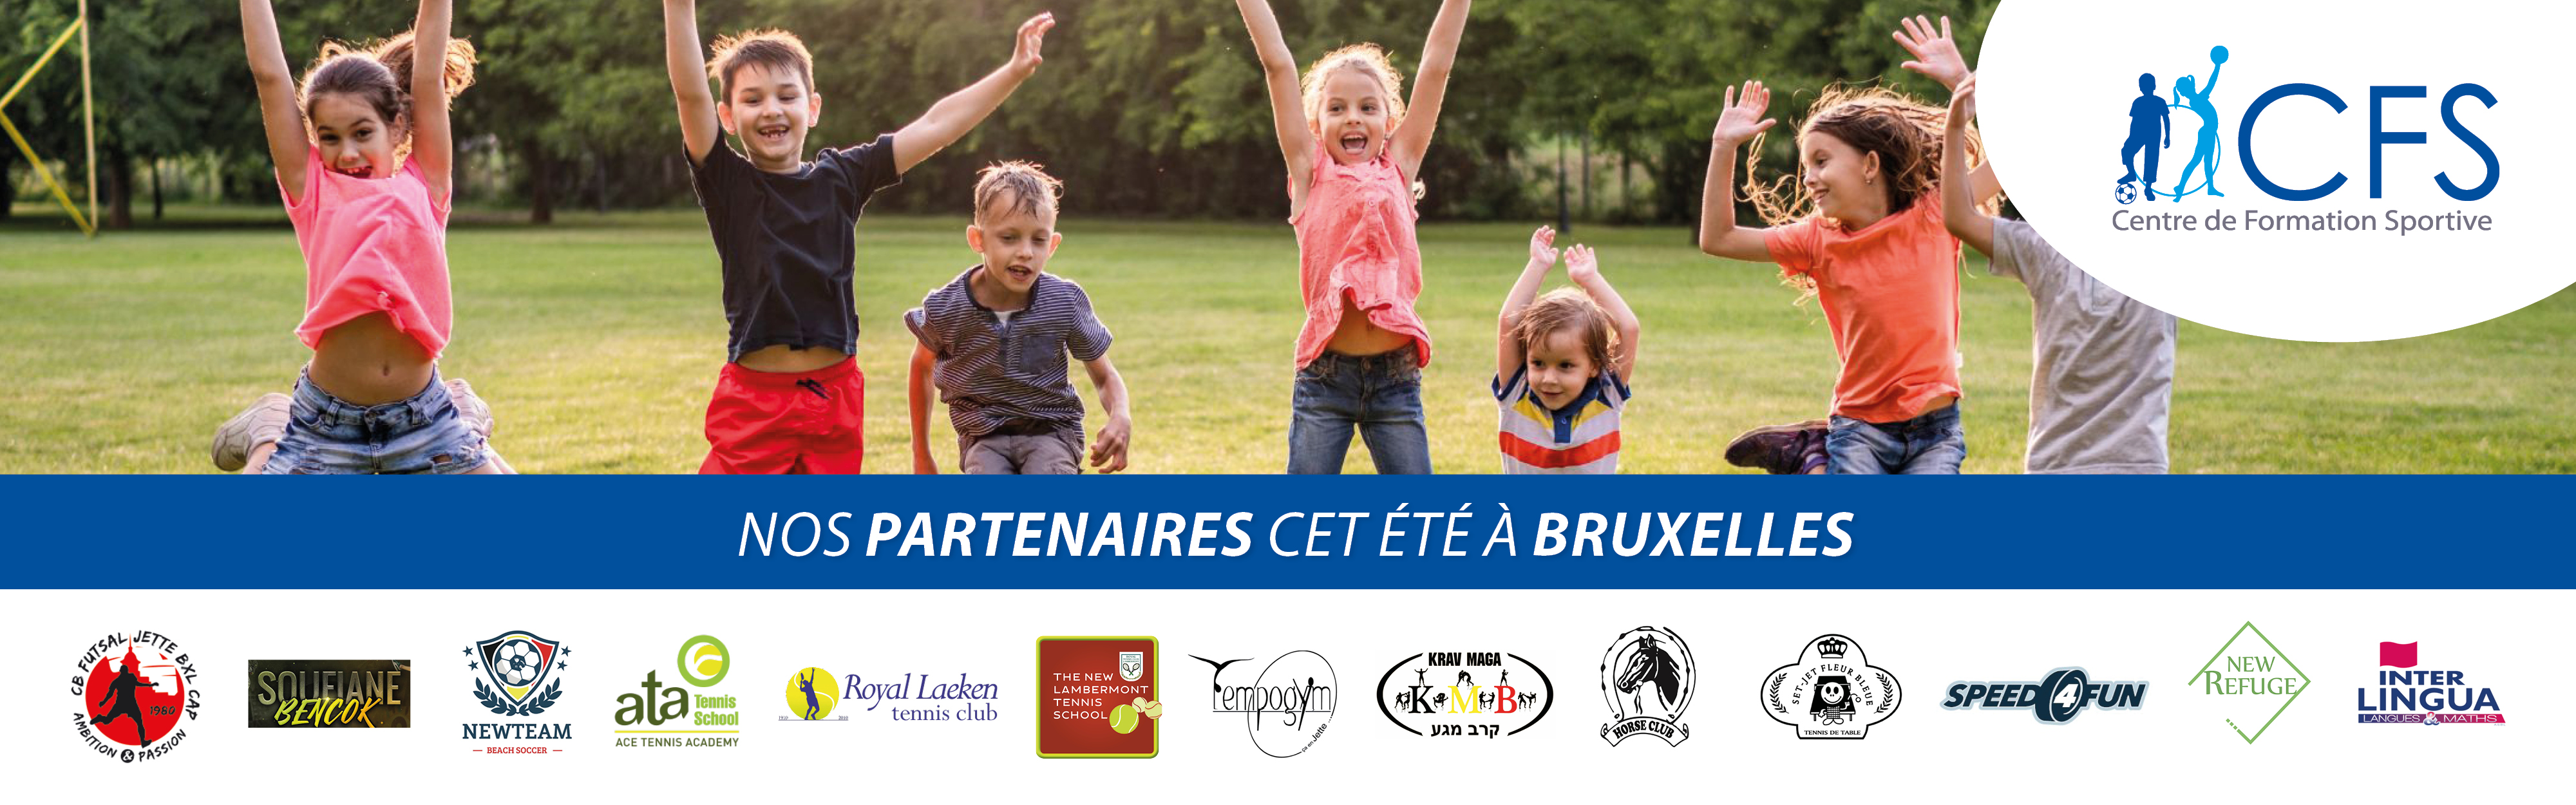 CFS
Centre de Formation Sportive
NOS PARTENAIRES CET ÉTÉ À BRUXELLES
CB FUTSAL JETTE BXL CAP
1980
AMBITION & PASSION
SOUFIANE
BENCOK
NEWTEAM
BEACH SOCCER
ata Tennis
School
ACE TENNIS ACADEMY
Royal Laeken
tennis club
THE NEW
LAMBERMONT
TENNIS
SCHOOL
Tempogym
KRAV MAGA
KMB
קרב מגע
HORSE CLUB
SET-JET FLEUR BLEUE
TENNIS DE TABLE
SPEED 4 FUN
NEW
REFUGE
INTER
LINGUA
LANGUES & MATHS